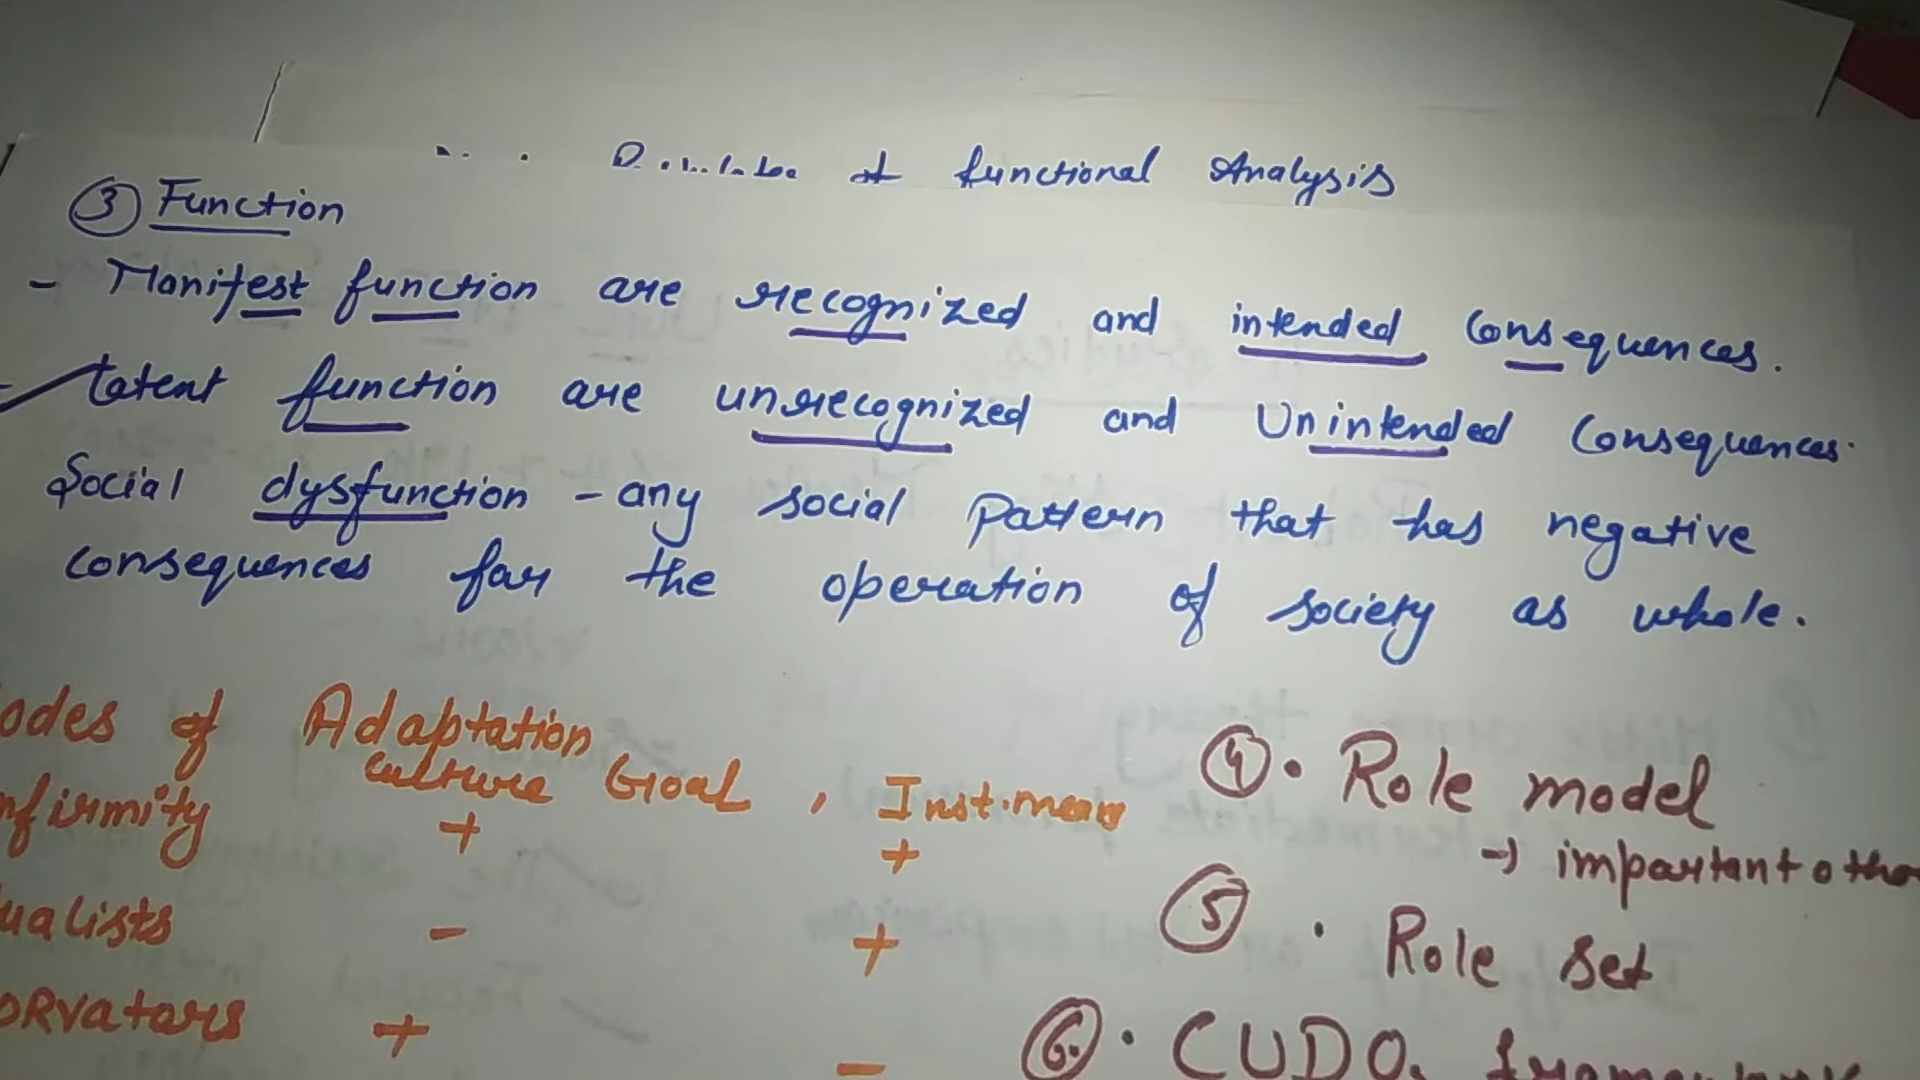 of functional Analysis
③ Function
- Manifest function are recognized and intended Consequences.
- Latent function are unrecognized and Unintended Consequences.
Social dysfunction - any social Pattern that has negative
consequences for the operation of society as whole.
odes of Adaptation
Culture Goal, Inst. means
nfirmity + +
ualists - +
ORvators + -
④ • Role model
→ important othe
⑤ • Role set
⑥ • CUDO